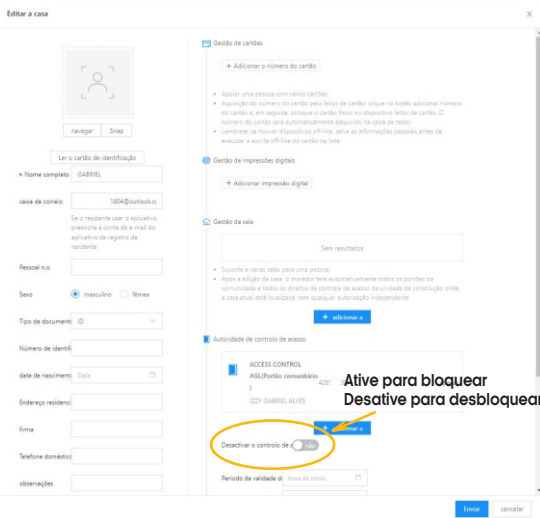 Editar a casa
navegar Snap
Ler o cartão de identificação
* Nome completo GABRIEL
caixa de correio 1804@outlook.c
Se o residente usar o aplicativo,
preencha a conta de e-mail do
aplicativo de registro de
residente
Pessoal n.o.
Sexo masculino fêmea
Tipo de documento ID
Número de identifi
data de nascimento Data
Endereço residenci
firma
Telefone doméstico
observações
Gestão de cartões
+ Adicionar o número do cartão
• Apoiar uma pessoa com vários cartões
• Aquisição do número do cartão pelo leitor de cartão: clique no botão adicionar número
do cartão e, em seguida, coloque o cartão físico no dispositivo leitor de cartão. O
número do cartão será automaticamente adquirido na caixa de texto
• Lembrete: se houver dispositivos off-line, salve as informações pessoais antes de
executar a escrita off-line do cartão na lista
Gestão de impressões digitais
+ Adicionar impressão digital
Gestão da sala
Sem resultados
• Suporte a várias salas para uma pessoa
• Após a edição da casa, o morador terá automaticamente todos os portões da
comunidade e todos os direitos de controle de acesso da unidade de construção onde
a casa atual está localizada, sem qualquer autorização independente
+ adicionar a
Autoridade de controlo de acesso
ACCESS CONTROL
AGL(Portão comunitário
)
4281
IZZY GABRIEL ALVES
Ative para bloquear
Desative para desbloquear
+ adicionar a
Desactivar o controlo de a não
Período de validade d hora de início
Enviar cancelar